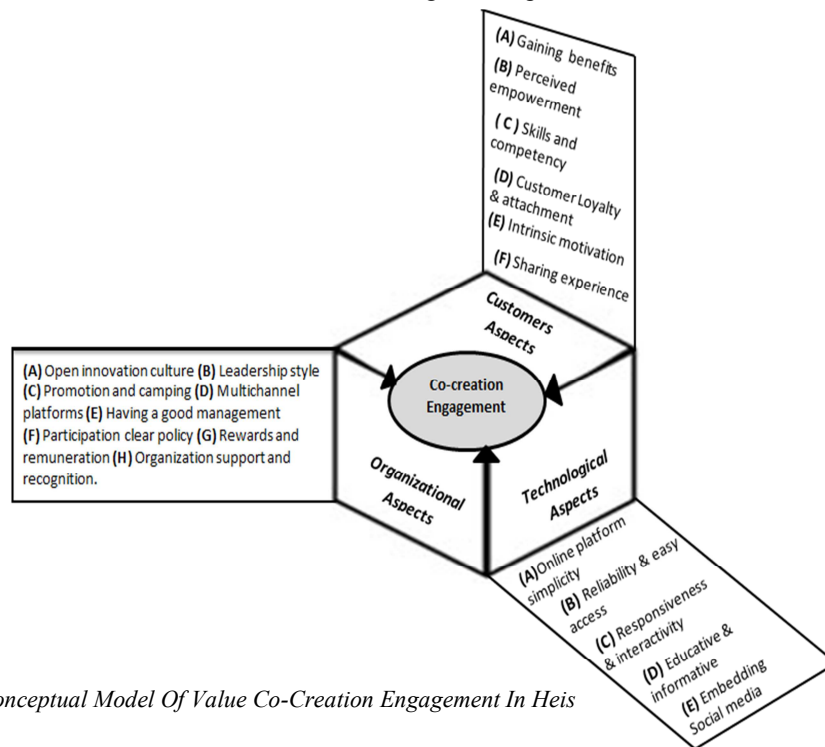 (A) Gaining benefits
(B) Perceived
empowerment
(C) Skills and
competency
(D) Customer Loyalty
& attachment
(E) Intrinsic motivation
(F) Sharing experience
Customers
Aspects
(A) Open innovation culture (B) Leadership style
(C) Promotion and camping (D) Multichannel
platforms (E) Having a good management
(F) Participation clear policy (G) Rewards and
remuneration (H) Organization support and
recognition.
Co-creation
Engagement
Organizational
Aspects
Technological
Aspects
(A)Online platform
simplicity
(B) Reliability & easy
access
(C) Responsiveness
& interactivity
(D) Educative &
informative
(E) Embedding
Social media
onceptual Model Of Value Co-Creation Engagement In Heis